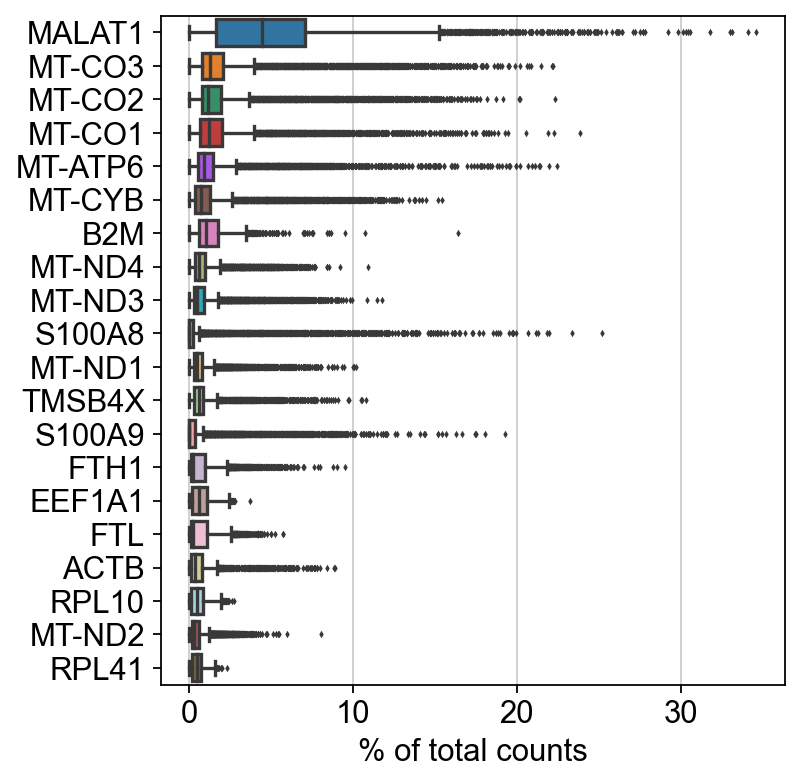 MALAT1
MT-CO3
MT-CO2
MT-CO1
MT-ATP6
MT-CYB
B2M
MT-ND4
MT-ND3
S100A8
MT-ND1
TMSB4X
S100A9
FTH1
EEF1A1
FTL
ACTB
RPL10
MT-ND2
RPL41
0 10 20 30
% of total counts